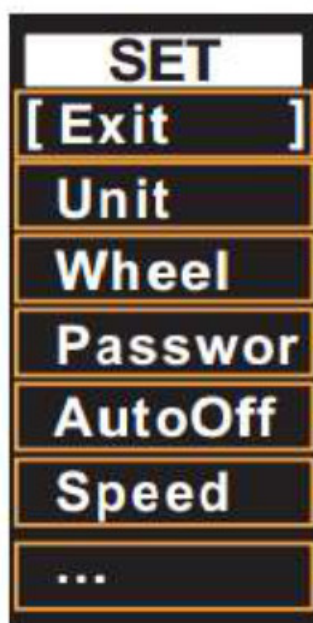 SET
[ Exit ]
Unit
Wheel
Passwor
AutoOff
Speed
...